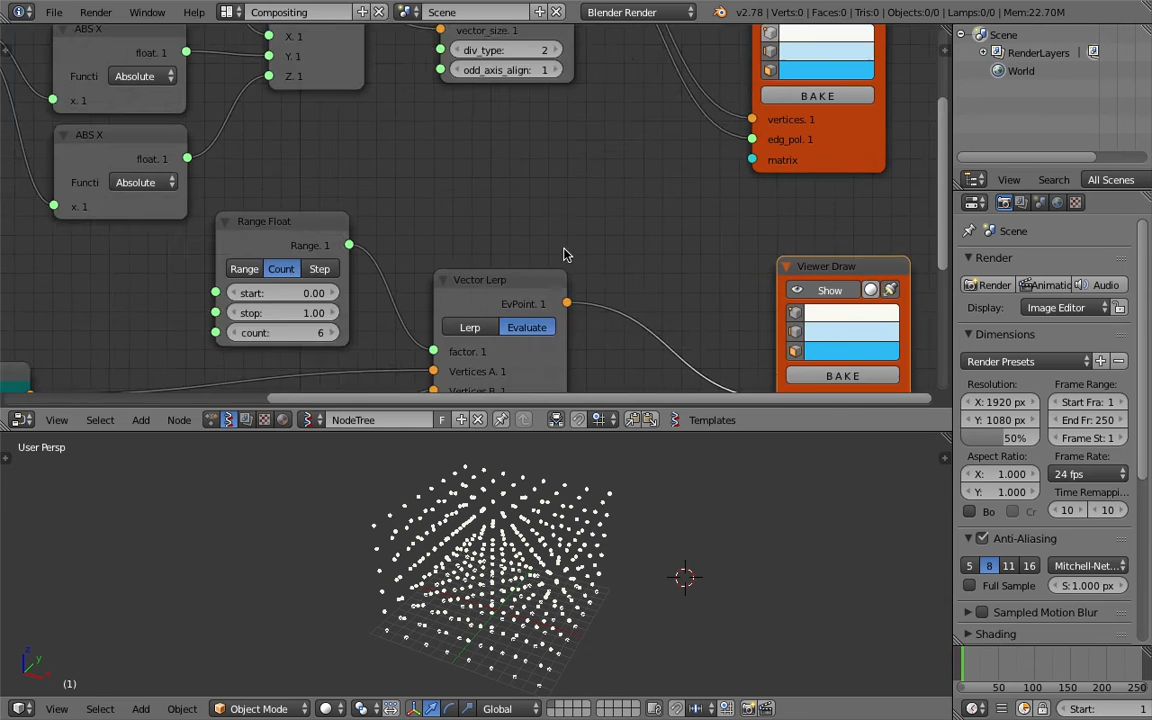 File Render Window Help Compositing Scene Blender Render v2.78 | Verts:0 | Faces:0 | Tris:0 | Objects:0/0 | Lamps:0/0 | Mem:22.70M
ABS X
float. 1
Functi Absolute
x. 1
ABS X
float. 1
Functi Absolute
x. 1
X. 1
Y. 1
Z. 1
vector_size. 1
div_type: 2
odd_axis_align: 1
BAKE
vertices. 1
edg_pol. 1
matrix
Range Float
Range. 1
Range Count Step
start: 0.00
stop: 1.00
count: 6
Vector Lerp
EvPoint. 1
Lerp Evaluate
factor. 1
Vertices A. 1
Vertices B. 1
Viewer Draw
Show
BAKE
View Select Add Node NodeTree F Templates
User Persp
z
y
(1)
View Select Add Object Object Mode Global
Scene
RenderLayers
World
View Search All Scenes
Scene
Render
Render Animatic Audio
Display: Image Editor
Dimensions
Render Presets
Resolution: Frame Range:
X: 1920 px Start Fra: 1
Y: 1080 px End Fr: 250
50% Frame St: 1
Aspect Ratio: Frame Rate:
X: 1.000 24 fps
Y: 1.000 Time Remappi...
Bo Cr 10 10
Anti-Aliasing
5 8 11 16 Mitchell-Net...
Full Sample S: 1.000 px
Sampled Motion Blur
Shading
50 100 150 200 250
Start: 1